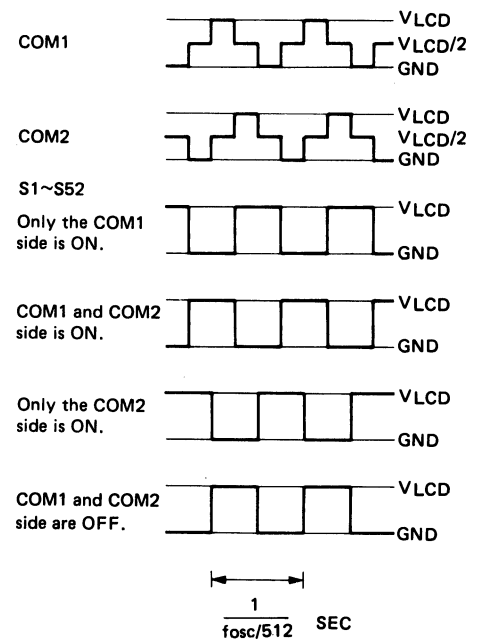 COM1
VLCD
VLCD/2
GND
COM2
VLCD
VLCD/2
GND
S1~S52
Only the COM1
side is ON.
VLCD
GND
COM1 and COM2
side is ON.
VLCD
GND
Only the COM2
side is ON.
VLCD
GND
COM1 and COM2
side are OFF.
VLCD
GND
1
fosc/512
SEC